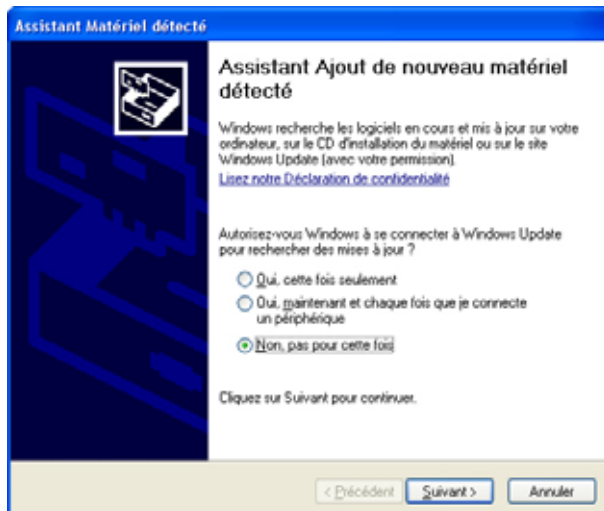 Assistant Matériel détecté
Assistant Ajout de nouveau matériel
détecté
Windows recherche les logiciels en cours et mis à jour sur votre
ordinateur, sur le CD d'installation du matériel ou sur le site
Windows Update (avec votre permission).
Lisez notre Déclaration de confidentialité
Autorisez-vous Windows à se connecter à Windows Update
pour rechercher des mises à jour ?
Oui, cette fois seulement
Oui, maintenant et chaque fois que je connecte
un périphérique
Non, pas pour cette fois
Cliquez sur Suivant pour continuer.
< Précédent Suivant > Annuler